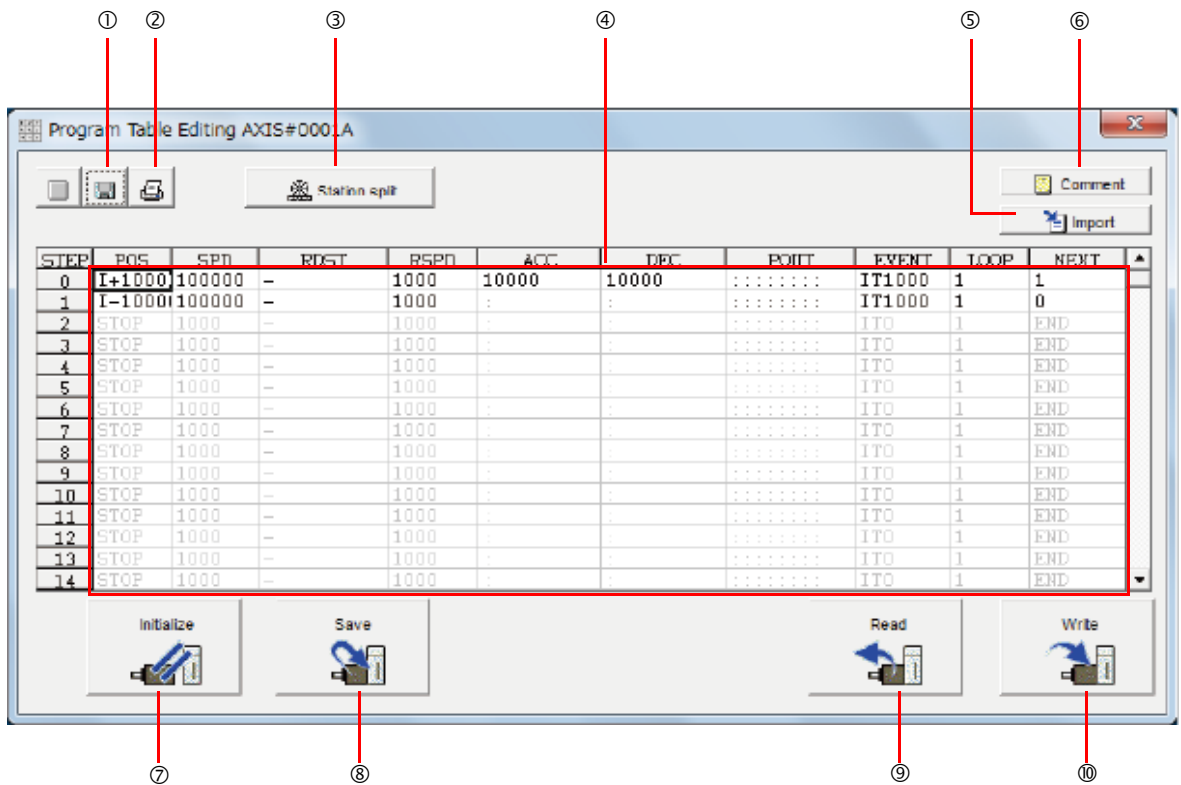 ① ② ③ ④ ⑤ ⑥
Program Table Editing AXIS#0001A
Station split
Comment
Import
STEP POS SPD RDST RSPD ACC DEC POUT EVENT LOOP NEXT
0 I+1000 100000 – 1000 10000 10000 :::::::: IT1000 1 1
1 I-1000 100000 – 1000 : : :::::::: IT1000 1 0
2 STOP 1000 – 1000 : : :::::::: IT0 1 END
3 STOP 1000 – 1000 : : :::::::: IT0 1 END
4 STOP 1000 – 1000 : : :::::::: IT0 1 END
5 STOP 1000 – 1000 : : :::::::: IT0 1 END
6 STOP 1000 – 1000 : : :::::::: IT0 1 END
7 STOP 1000 – 1000 : : :::::::: IT0 1 END
8 STOP 1000 – 1000 : : :::::::: IT0 1 END
9 STOP 1000 – 1000 : : :::::::: IT0 1 END
10 STOP 1000 – 1000 : : :::::::: IT0 1 END
11 STOP 1000 – 1000 : : :::::::: IT0 1 END
12 STOP 1000 – 1000 : : :::::::: IT0 1 END
13 STOP 1000 – 1000 : : :::::::: IT0 1 END
14 STOP 1000 – 1000 : : :::::::: IT0 1 END
Initialize Save Read Write
⑦ ⑧ ⑨ ⑩